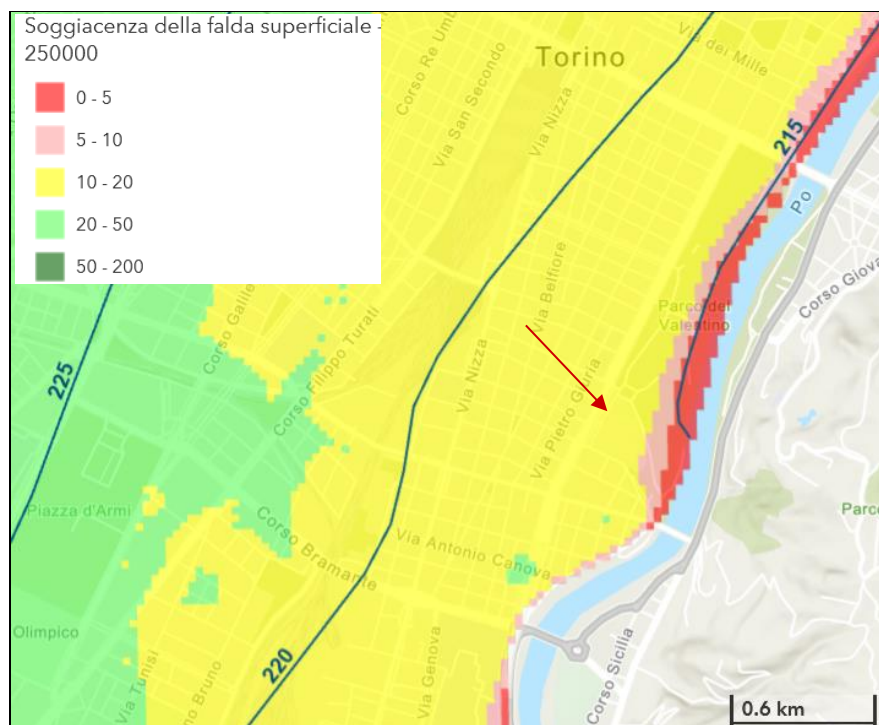 Soggiacenza della falda superficiale -
250000
0 - 5
5 - 10
10 - 20
20 - 50
50 - 200
Corso Re Umb
Via San Secondo
Torino
Via dei Mille
Via Nizza
215
Po
Corso Giova
Via Belfiore
Parco del
Valentino
Corso Galile
Corso Filippo Turati
Via Nizza
Via Pietro Giuria
225
Piazza d'Armi
Corso Bramante
Via Antonio Canova
Parco
Olimpico
Via Tunisi
no Bruno
220
Via Genova
Corso Sicilia
0.6 km